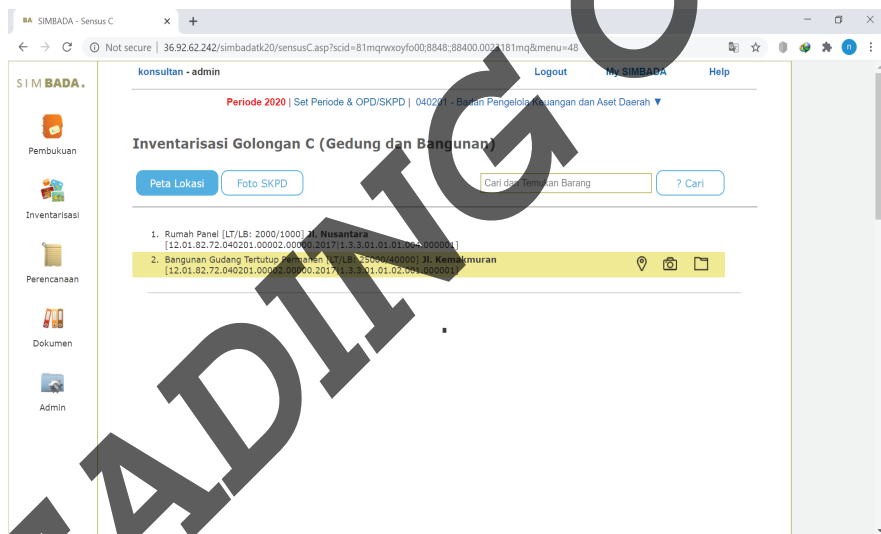 BA SIMBADA - Sensus C
Not secure | 36.92.62.242/simbadatk20/sensusC.asp?scid=81mqrwxoyfo00;8848;88400.0023181mq&menu=48
n
SIMBADA.
konsultan - admin Logout My SIMBADA Help
Periode 2020 | Set Periode & OPD/SKPD | 040201 - Badan Pengelola Keuangan dan Aset Daerah ▼
Pembukuan
Inventarisasi Golongan C (Gedung dan Bangunan)
Peta Lokasi Foto SKPD Cari dan Temukan Barang ? Cari
Inventarisasi
1. Rumah Panel [LT/LB: 2000/1000] Jl. Nusantara
[12.01.82.72.040201.00002.00000.2017|1.3.3.01.01.01.004.000001]
2. Bangunan Gudang Tertutup Permanen [LT/LB: 25000/40000] Jl. Kemakmuran
[12.01.82.72.040201.00002.00000.2017|1.3.3.01.01.02.001.000001]
Perencanaan
Dokumen
Admin
ADING